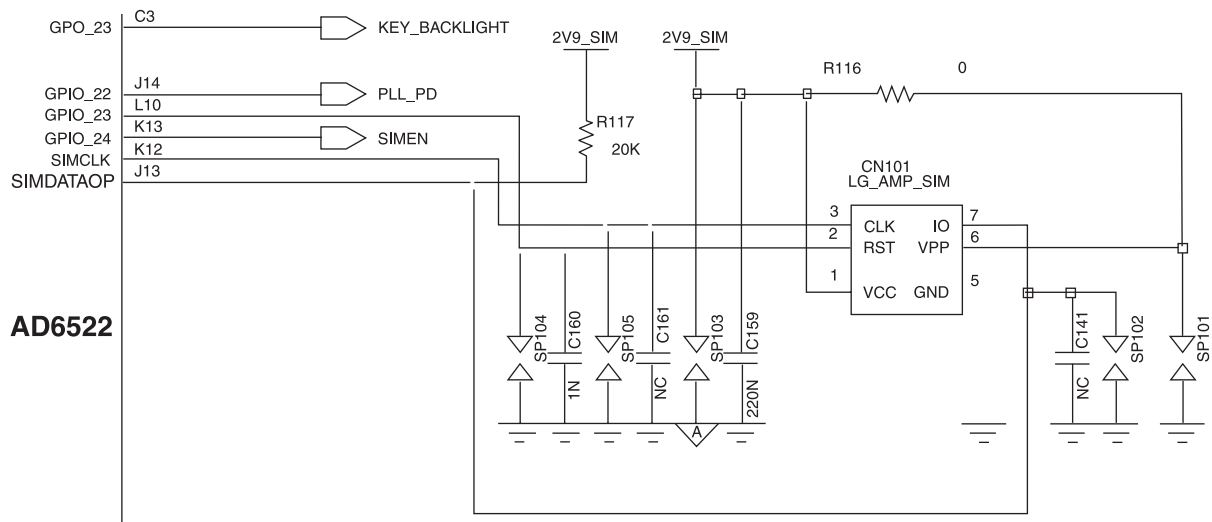 GPO_23
C3
KEY_BACKLIGHT
2V9_SIM
2V9_SIM
R116
0
GPIO_22
J14
PLL_PD
GPIO_23
L10
GPIO_24
K13
SIMEN
R117
20K
SIMCLK
K12
SIMDATAOP
J13
CN101
LG_AMP_SIM
3
CLK
IO
7
2
RST
VPP
6
1
VCC
GND
5
AD6522
SP104
C160
1N
SP105
C161
NC
SP103
C159
220N
C141
NC
SP102
SP101
A